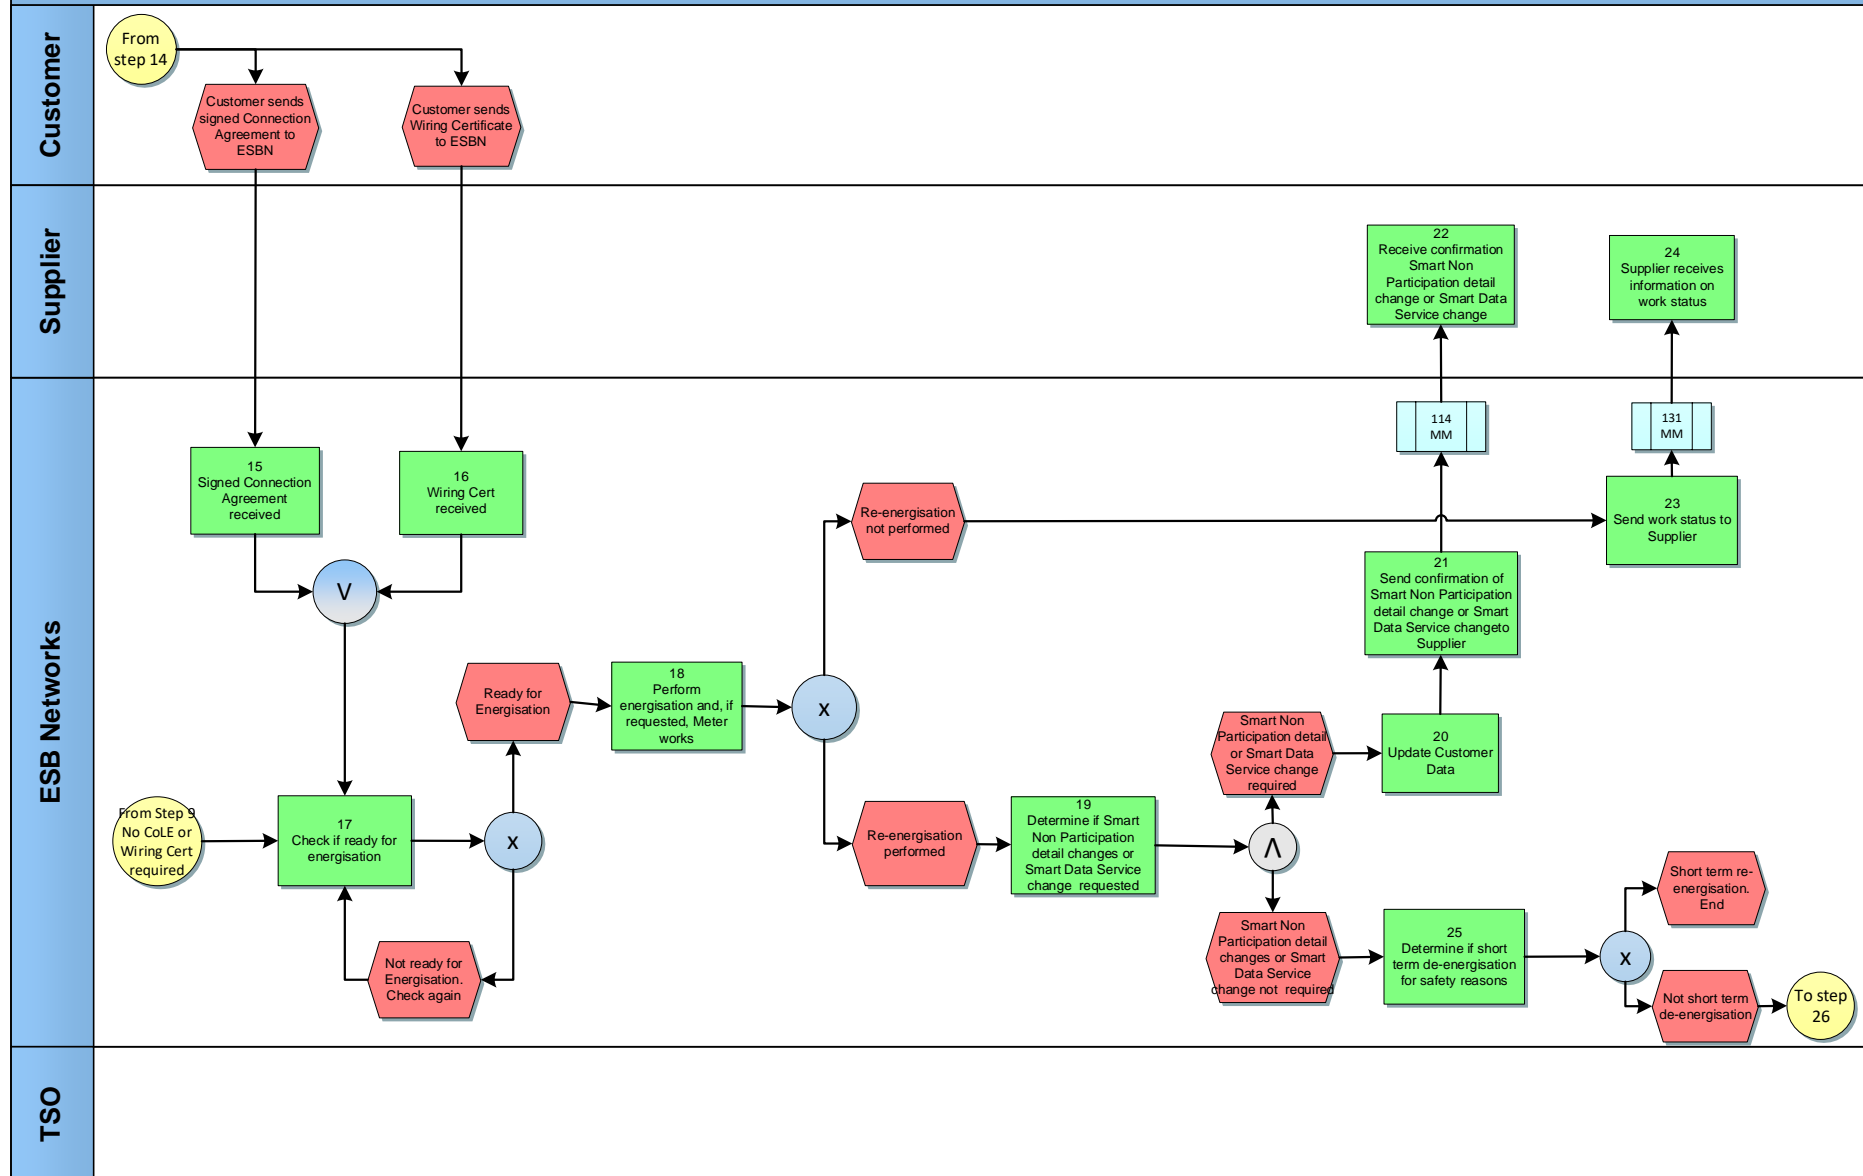 Customer
From
step 14
Customer sends
signed Connection
Agreement to
ESBN
Customer sends
Wiring Certificate
to ESBN
Supplier
22
Receive confirmation
Smart Non
Participation detail
change or Smart Data
Service change
24
Supplier receives
information on
work status
ESB Networks
114
MM
131
MM
15
Signed Connection
Agreement
received
16
Wiring Cert
received
V
Re-energisation
not performed
23
Send work status to
Supplier
21
Send confirmation of
Smart Non Participation
detail change or Smart
Data Service changeto
Supplier
Ready for
Energisation
18
Perform
energisation and, if
requested, Meter
works
x
Smart Non
Participation detail
or Smart Data
Service change
required
20
Update Customer
Data
From Step 9
No CoLE or
Wiring Cert
required
17
Check if ready for
energisation
x
Re-energisation
performed
19
Determine if Smart
Non Participation
detail changes or
Smart Data Service
change  requested
Λ
Not ready for
Energisation.
Check again
Smart Non
Participation detail
changes or Smart
Data Service
change not  required
25
Determine if short
term de-energisation
for safety reasons
x
Short term re-
energisation.
End
Not short term
de-energisation
To step
26
TSO